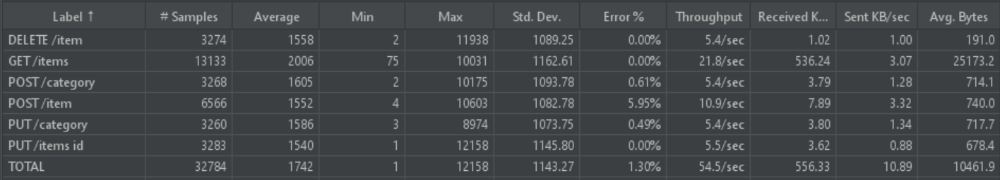 Label ↑ # Samples Average Min Max Std. Dev. Error % Throughput Received K... Sent KB/sec Avg. Bytes
DELETE /item 3274 1558 2 11938 1089.25 0.00% 5.4/sec 1.02 1.00 191.0
GET /items 13133 2006 75 10031 1162.61 0.00% 21.8/sec 536.24 3.07 25173.2
POST /category 3268 1605 2 10175 1093.78 0.61% 5.4/sec 3.79 1.28 714.1
POST /item 6566 1552 4 10603 1082.78 5.95% 10.9/sec 7.89 3.32 740.0
PUT /category 3260 1586 3 8974 1073.75 0.49% 5.4/sec 3.80 1.34 717.7
PUT /items id 3283 1540 1 12158 1145.80 0.00% 5.5/sec 3.62 0.88 678.4
TOTAL 32784 1742 1 12158 1143.27 1.30% 54.5/sec 556.33 10.89 10461.9